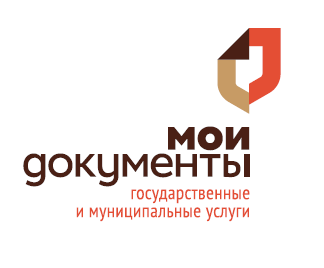 мои
документы
государственные
и муниципальные услуги